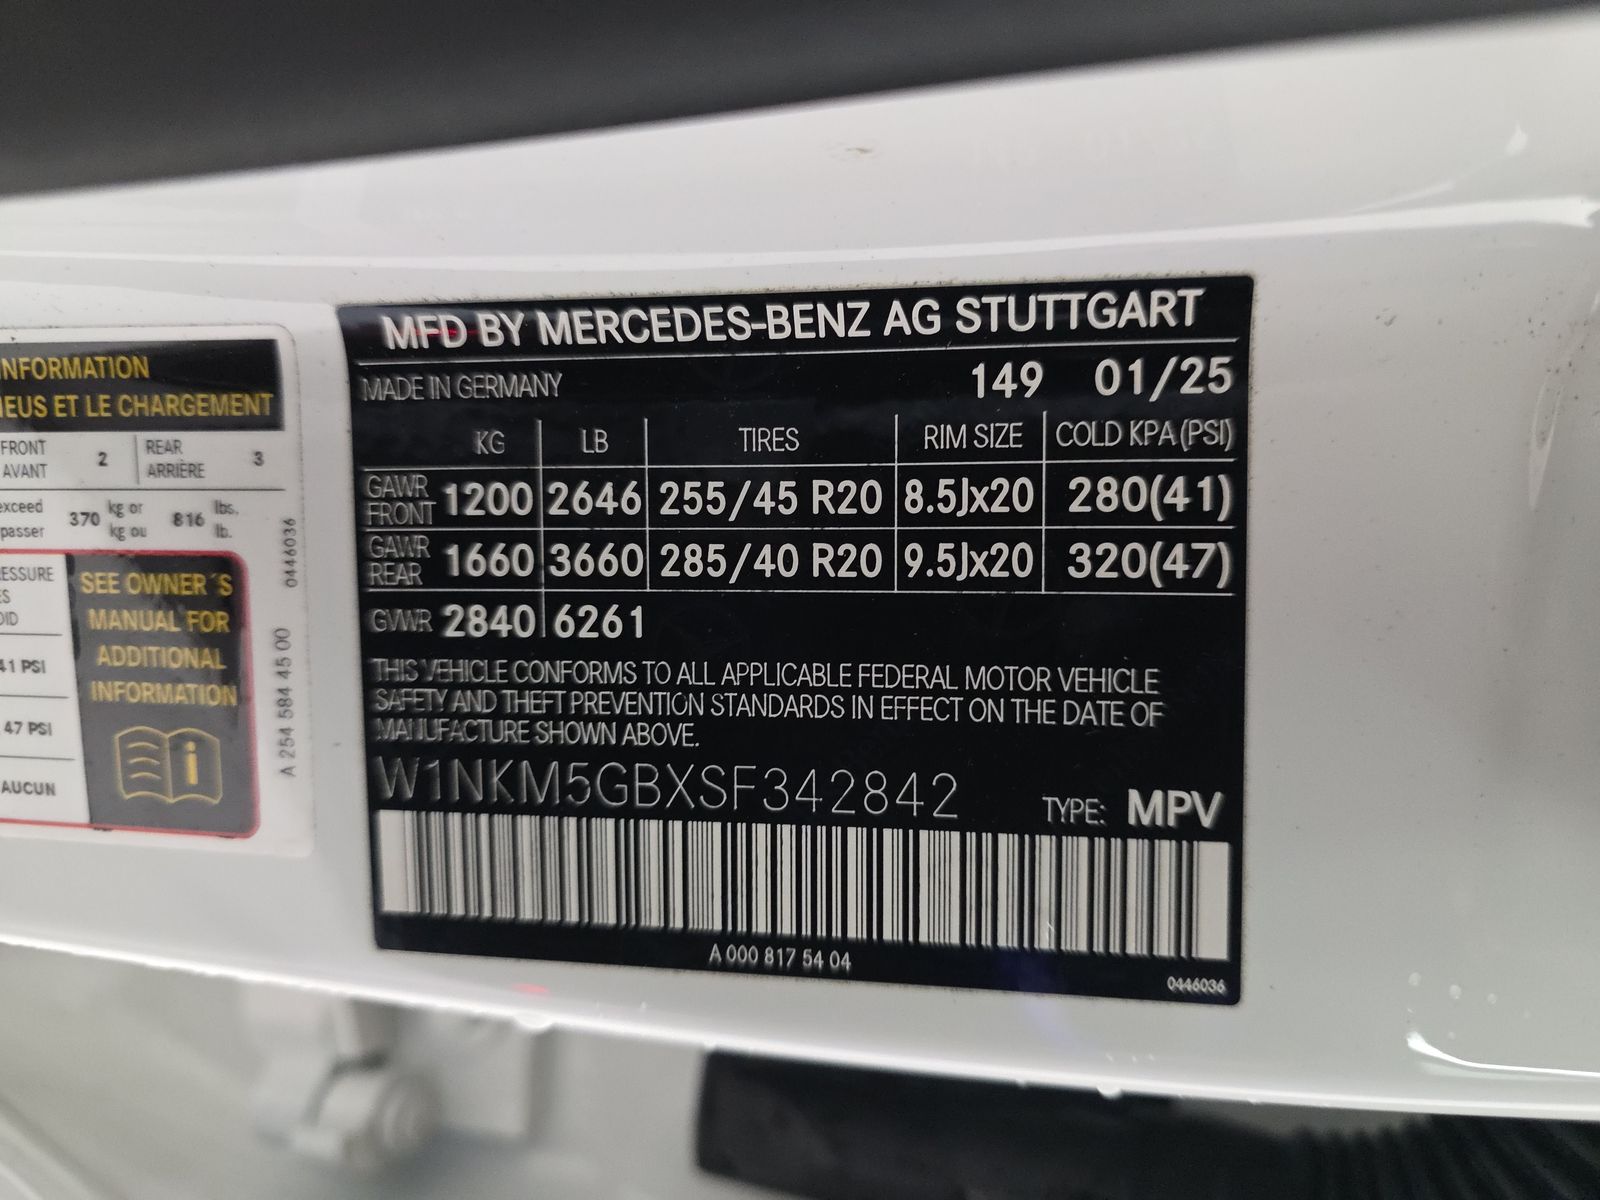 INFORMATION
NEUS ET LE CHARGEMENT
FRONT
AVANT
2
REAR
ARRIÈRE
3
exceed
passer
370
kg or
kg ou
816
lbs.
lb.
0446036
SEE OWNER´S
MANUAL FOR
ADDITIONAL
INFORMATION
i
41 PSI
47 PSI
AUCUN
A 254 584 45 00
MFD BY MERCEDES-BENZ AG STUTTGART
MADE IN GERMANY 149 01/25
KG LB TIRES RIM SIZE COLD KPA (PSI)
GAWR FRONT 1200 2646 255/45 R20 8.5Jx20 280(41)
GAWR REAR 1660 3660 285/40 R20 9.5Jx20 320(47)
GVWR 2840 6261
THIS VEHICLE CONFORMS TO ALL APPLICABLE FEDERAL MOTOR VEHICLE
SAFETY AND THEFT PREVENTION STANDARDS IN EFFECT ON THE DATE OF
MANUFACTURE SHOWN ABOVE.
W1NKM5GBXSF342842 TYPE: MPV
A 000 817 54 04
0446036